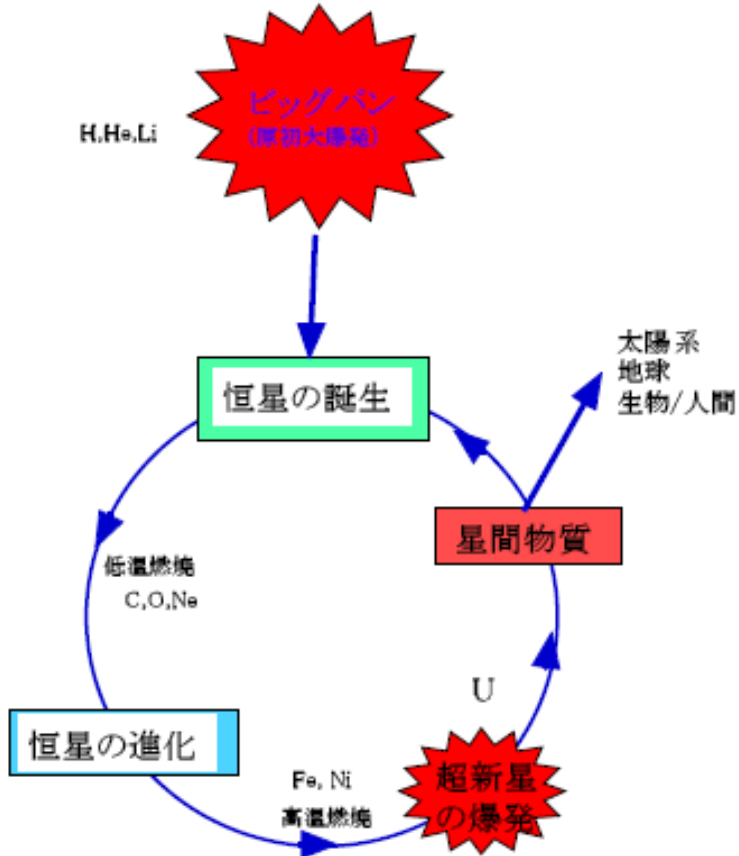 ビッグバン
(原初大爆発)
H,He,Li
恒星の誕生
太陽系
地球
生物/人間
星間物質
低温燃焼
C,O,Ne
U
恒星の進化
Fe, Ni
高温燃焼
超新星
の爆発